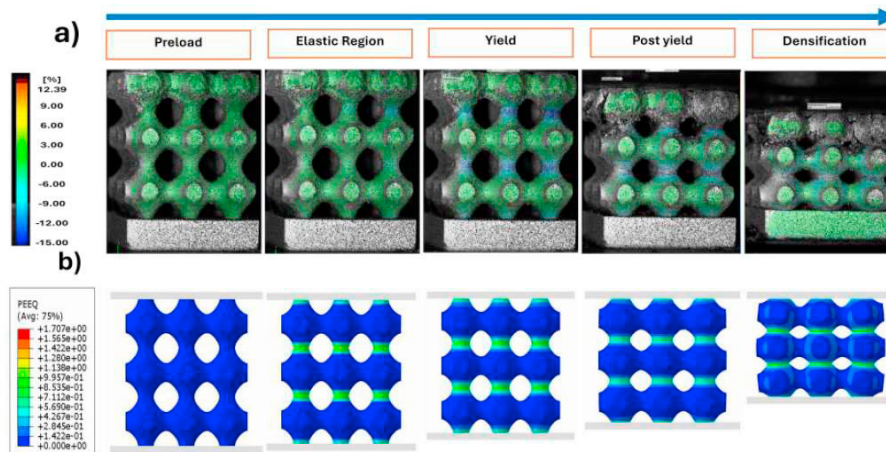 a)
Preload
Elastic Region
Yield
Post yield
Densification
[%]
12.39
9.00
6.00
3.00
0.00
-3.00
-6.00
-9.00
-12.00
-15.00
b)
PEEQ
(Avg: 75%)
+1.707e+00
+1.565e+00
+1.422e+00
+1.280e+00
+1.138e+00
+9.957e-01
+8.535e-01
+7.112e-01
+5.690e-01
+4.267e-01
+2.845e-01
+1.422e-01
+0.000e+00